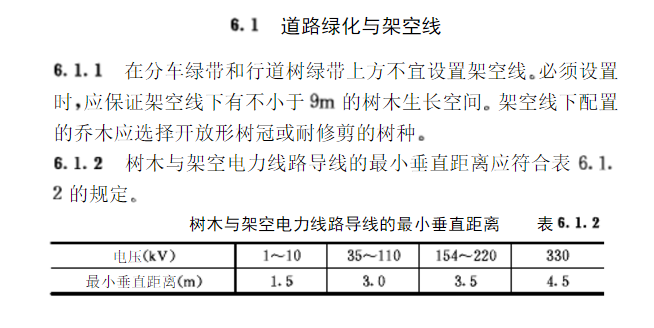 6.1 道路绿化与架空线
6.1.1 在分车绿带和行道树绿带上方不宜设置架空线。必须设置
时,应保证架空线下有不小于 9m 的树木生长空间。架空线下配置
的乔木应选择开放形树冠或耐修剪的树种。
6.1.2 树木与架空电力线路导线的最小垂直距离应符合表 6.1.
2 的规定。
树木与架空电力线路导线的最小垂直距离 表 6.1.2
电压(kV) 1～10 35～110 154～220 330
最小垂直距离(m) 1.5 3.0 3.5 4.5